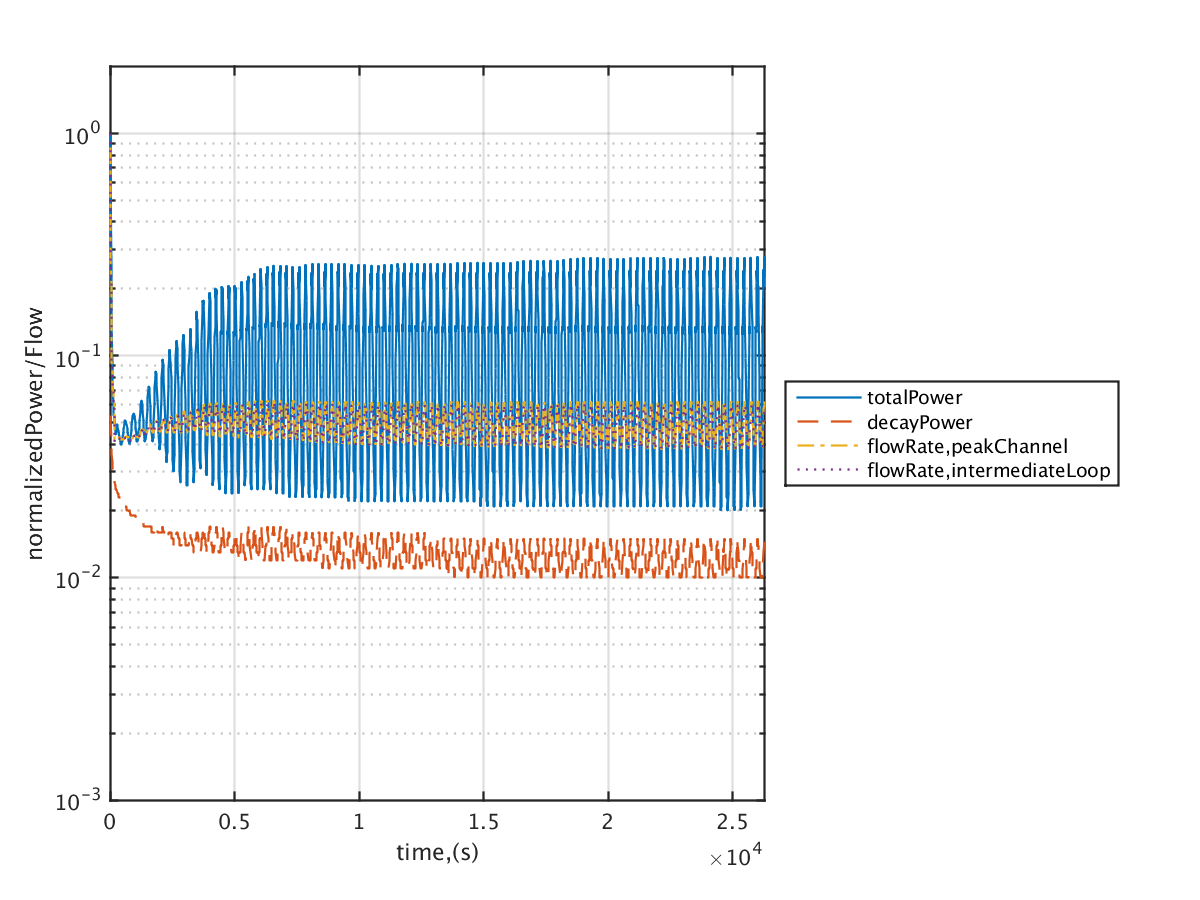 10^0
10^-1
10^-2
10^-3
normalizedPower/Flow
0 0.5 1 1.5 2 2.5
time,(s)
×10^4
totalPower
decayPower
flowRate,peakChannel
flowRate,intermediateLoop